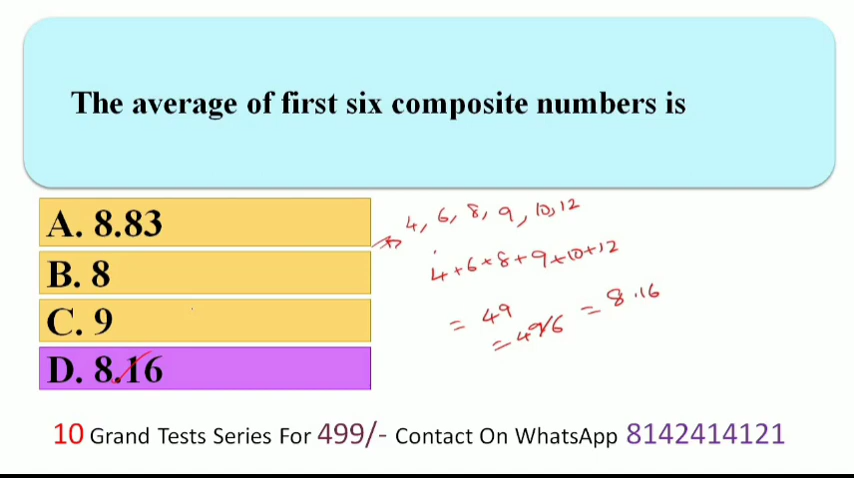 The average of first six composite numbers is
A. 8.83
B. 8
C. 9
D. 8.16
4, 6, 8, 9, 10, 12
4+6+8+9+10+12
= 49
= 49/6 = 8.16
10 Grand Tests Series For 499/- Contact On WhatsApp 8142414121